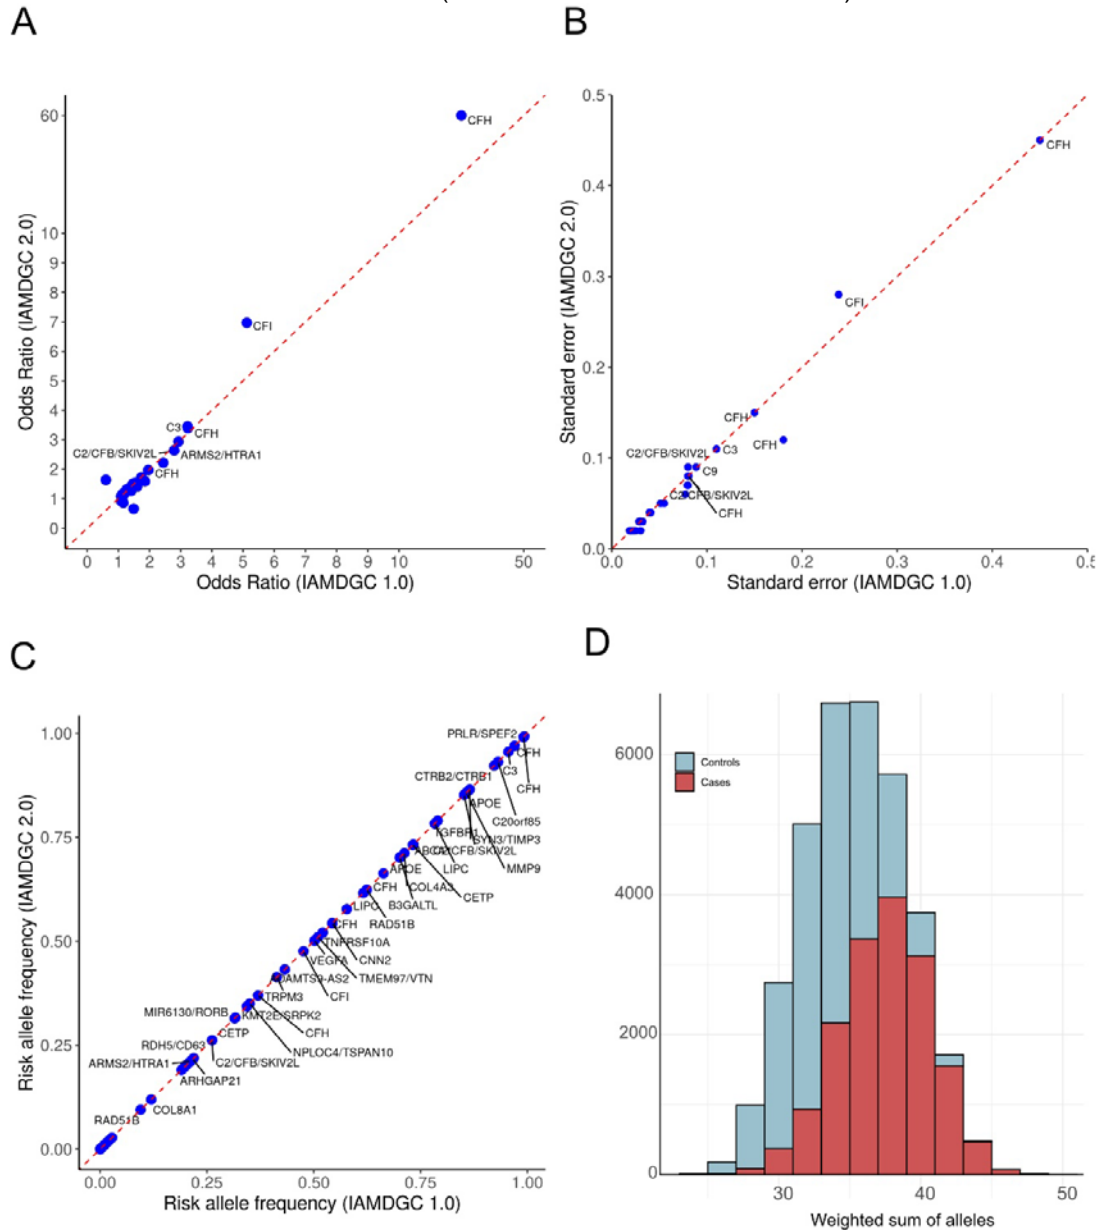 A
B
60
10
9
8
7
6
5
4
3
2
1
0
Odds Ratio (IAMDGC 2.0)
CFH
CFI
C3
CFH
C2/CFB/SKIV2L
ARMS2/HTRA1
CFH
0 1 2 3 4 5 6 7 8 9 10 50
Odds Ratio (IAMDGC 1.0)
0.5
0.4
0.3
0.2
0.1
0.0
Standard error (IAMDGC 2.0)
CFH
CFI
CFH
CFH
C3
C2/CFB/SKIV2L
C9
C2/CFB/SKIV2L
CFH
0.0 0.1 0.2 0.3 0.4
Standard error (IAMDGC 1.0)
C
D
1.00
0.75
0.50
0.25
0.00
Risk allele frequency (IAMDGC 2.0)
PRLR/SPEF2
CFH
C3
CFH
CTRB2/CTRB1
APOE
C20orf85
TGFBR1
SYN3/TIMP3
C2/CFB/SKIV2L
LIPC
MMP9
APOE
CFH
COL4A3
CETP
LIPC
B3GALTL
RAD51B
CFH
TNFRSF10A
VEGFA
CNN2
ADAMTS9-AS2
TMEM97/VTN
TRPM3
CFI
MIR6130/RORB
KMT2E/SRPK2
CETP
CFH
RDH5/CD63
NPLOC4/TSPAN10
ARMS2/HTRA1
C2/CFB/SKIV2L
ARHGAP21
COL8A1
RAD51B
0.00 0.25 0.50 0.75 1.00
Risk allele frequency (IAMDGC 1.0)
6000
4000
2000
0
Controls
Cases
30 40 50
Weighted sum of alleles